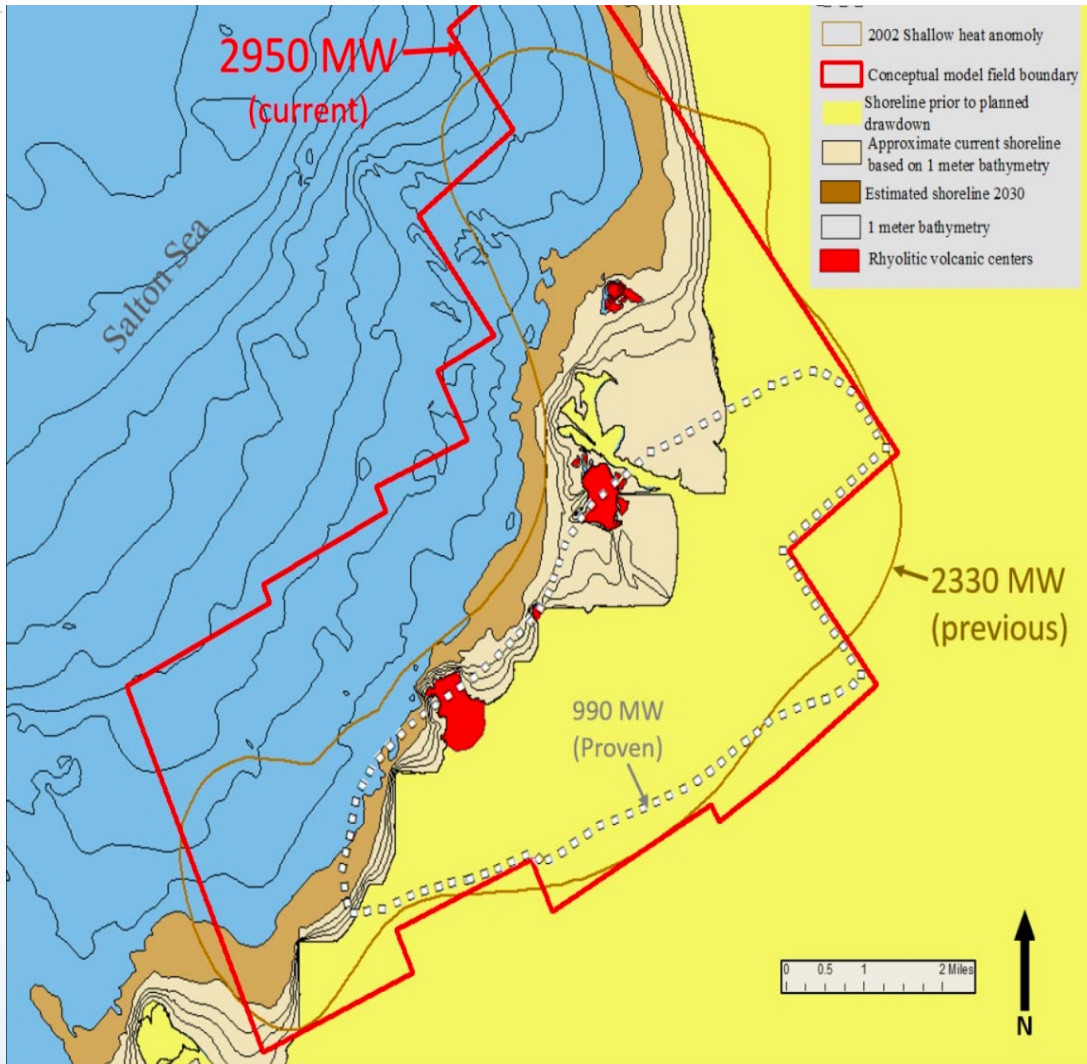 2950 MW
(current)
Salton Sea
2002 Shallow heat anomoly
Conceptual model field boundary
Shoreline prior to planned
drawdown
Approximate current shoreline
based on 1 meter bathymetry
Estimated shoreline 2030
1 meter bathymetry
Rhyolitic volcanic centers
2330 MW
(previous)
990 MW
(Proven)
0 0.5 1 2 Miles
N